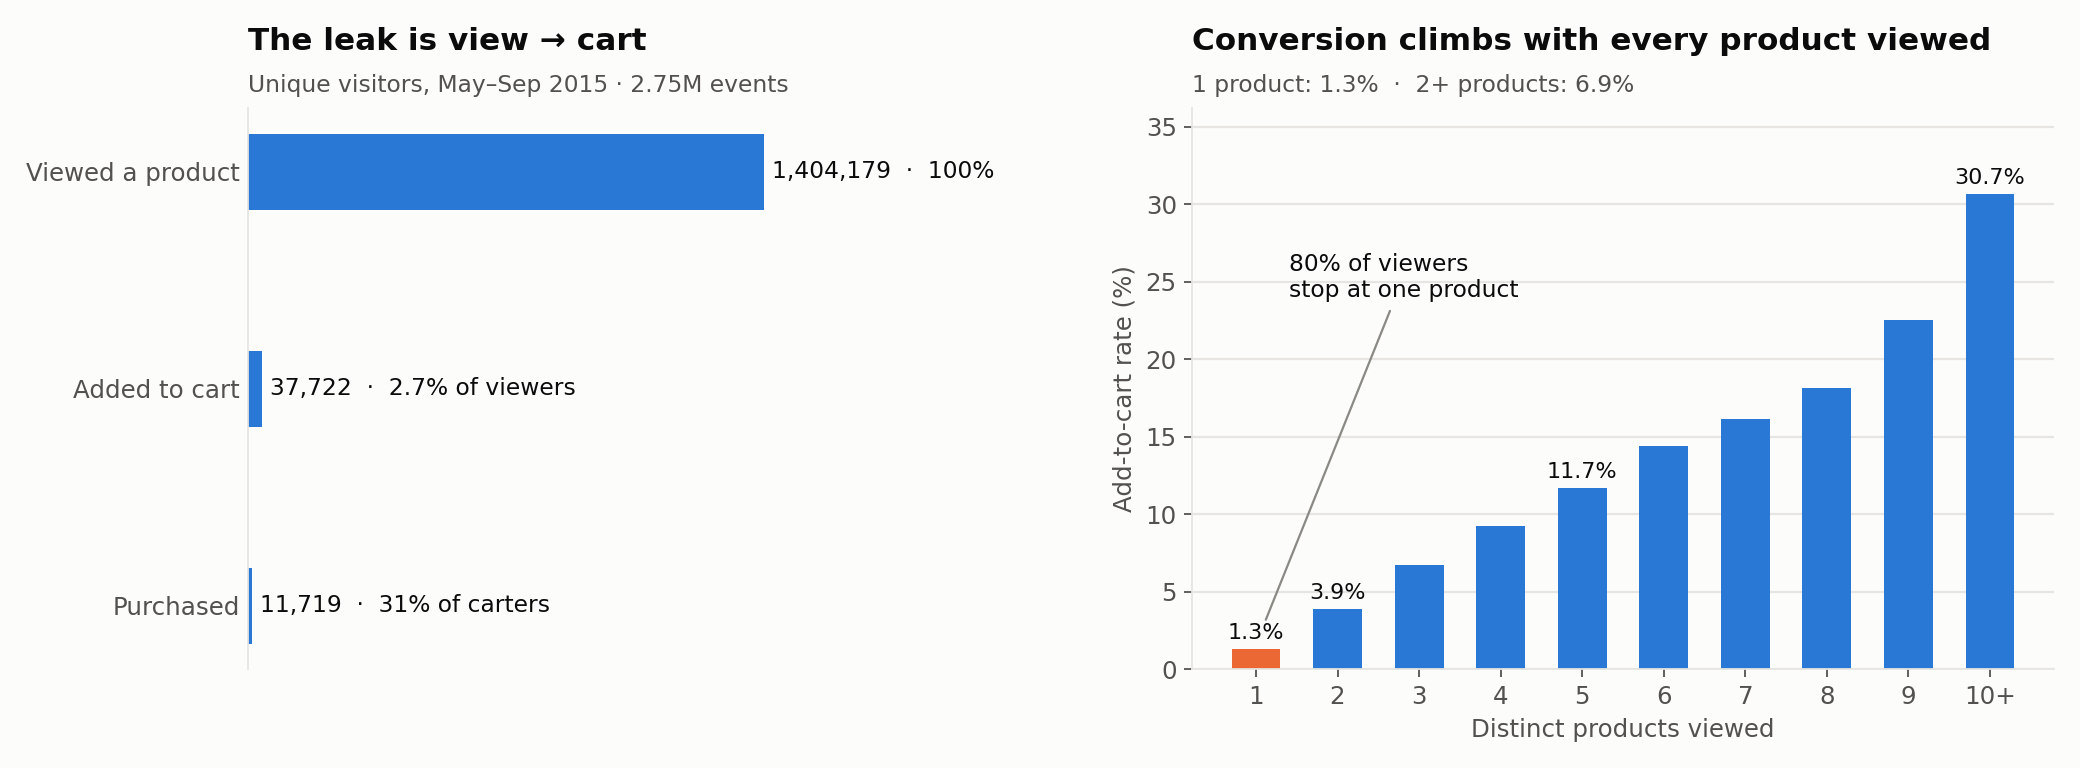 The leak is view → cart
Unique visitors, May–Sep 2015 · 2.75M events
Viewed a product
1,404,179 · 100%
Added to cart
37,722 · 2.7% of viewers
Purchased
11,719 · 31% of carters
Conversion climbs with every product viewed
1 product: 1.3% · 2+ products: 6.9%
Add-to-cart rate (%)
35
30
25
20
15
10
5
0
80% of viewers
stop at one product
1.3%
3.9%
11.7%
30.7%
1 2 3 4 5 6 7 8 9 10+
Distinct products viewed